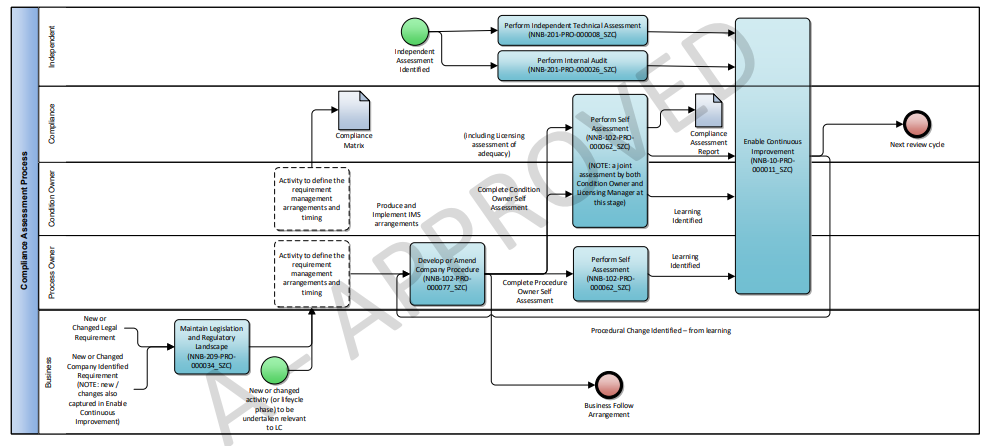 Compliance Assessment Process
Independent
Independent
Assessment
Identified
Perform Independent Technical Assessment
(NNB-201-PRO-000008_SZC)
Perform Internal Audit
(NNB-201-PRO-000026_SZC)
Compliance
Compliance
Matrix
(including Licensing
assessment of
adequacy)
Perform Self
Assessment
(NNB-102-PRO-
000062_SZC)
(NOTE: a joint
assessment by both
Condition Owner and
Licensing Manager at
this stage)
Compliance
Assessment
Report
Enable Continuous
Improvement
(NNB-10-PRO-
000011_SZC)
Next review cycle
Condition Owner
Activity to define the
requirement
management
arrangements and
timing
Produce and
Implement IMS
arrangements
Complete Condition
Owner Self
Assessment
Learning
Identified
Process Owner
Activity to define the
requirement
management
arrangements and
timing
Develop or Amend
Company Procedure
(NNB-102-PRO-
000077_SZC)
Complete Procedure
Owner Self
Assessment
Perform Self
Assessment
(NNB-102-PRO-
000062_SZC)
Learning
Identified
Business
New or
Changed Legal
Requirement
New or Changed
Company Identified
Requirement
(NOTE: new /
changes also
captured in Enable
Continuous
Improvement)
Maintain Legislation
and Regulatory
Landscape
(NNB-209-PRO-
000034_SZC)
New or changed
activity (or lifeycle
phase) to be
undertaken relevant
to LC
Procedural Change Identified – from learning
Business Follow
Arrangement
A - APPROVED